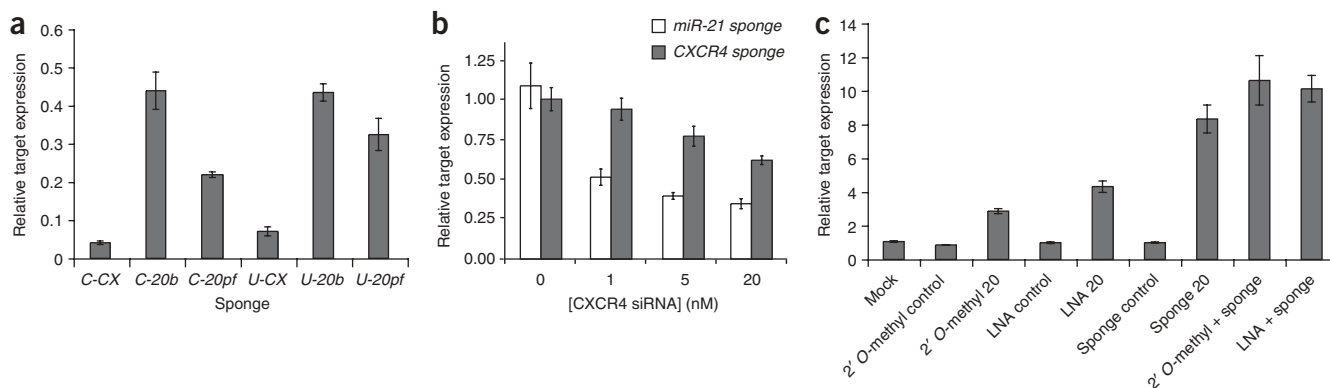 a
Relative target expression
0.6
0.5
0.4
0.3
0.2
0.1
0
C-CX C-20b C-20pf U-CX U-20b U-20pf
Sponge
b
miR-21 sponge
CXCR4 sponge
Relative target expression
1.25
1.00
0.75
0.50
0.25
0.00
0 1 5 20
[CXCR4 siRNA] (nM)
c
Relative target expression
14
12
10
8
6
4
2
0
Mock
2′ O-methyl control
2′ O-methyl 20
LNA control
LNA 20
Sponge control
Sponge 20
2′ O-methyl + sponge
LNA + sponge